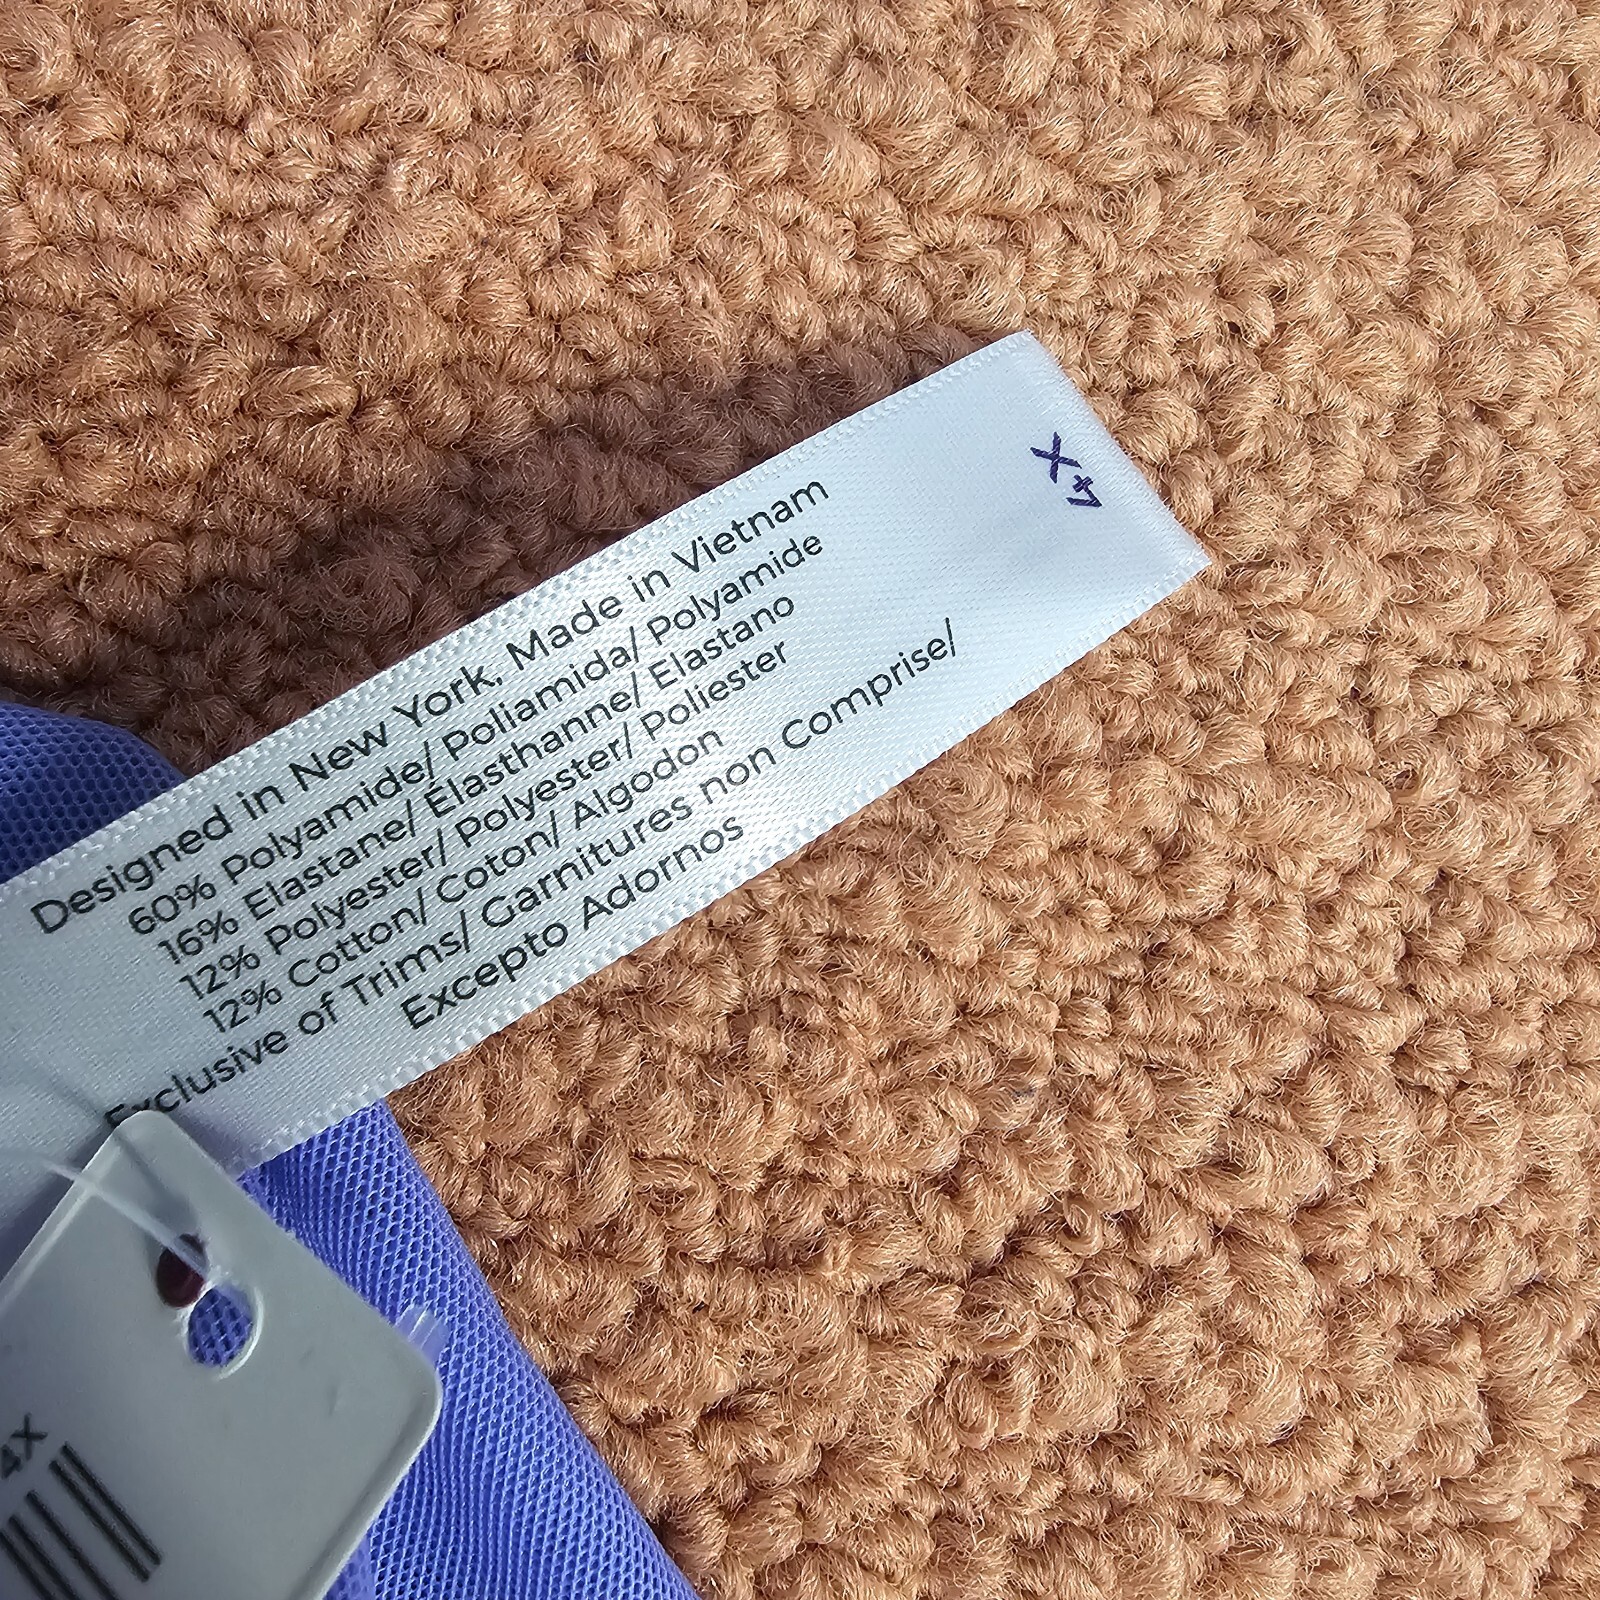 Designed in New York, Made in Vietnam
60% Polyamide/ Poliamida/ Polyamide
16% Elastane/ Elasthanne/ Elastano
12% Polyester/ Polyester/ Poliester
12% Cotton/ Coton/ Algodon
Exclusive of Trims/ Garnitures non Comprise/
Excepto Adornos
4X
4X